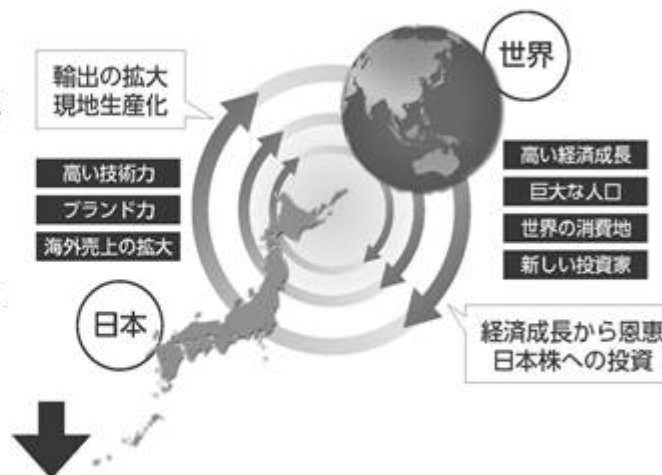 世界
輸出の拡大
現地生産化
高い技術力
ブランド力
海外売上の拡大
高い経済成長
巨大な人口
世界の消費地
新しい投資家
日本
経済成長から恩恵
日本株への投資